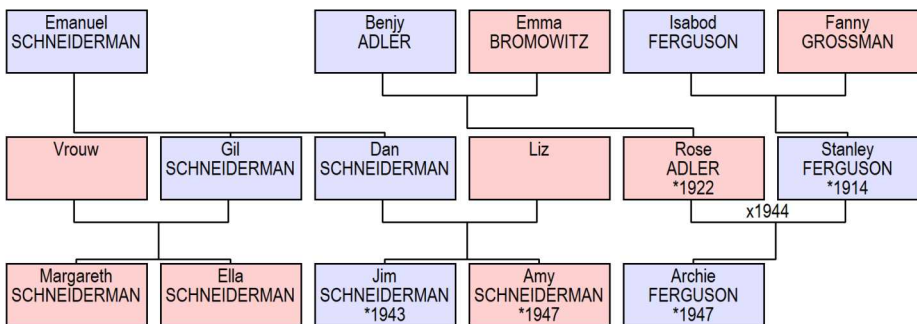 Emanuel
SCHNEIDERMAN
Benjy
ADLER
Emma
BROMOWITZ
Isabod
FERGUSON
Fanny
GROSSMAN
Vrouw
Gil
SCHNEIDERMAN
Dan
SCHNEIDERMAN
Liz
Rose
ADLER
*1922
Stanley
FERGUSON
*1914
x1944
Margareth
SCHNEIDERMAN
Ella
SCHNEIDERMAN
Jim
SCHNEIDERMAN
*1943
Amy
SCHNEIDERMAN
*1947
Archie
FERGUSON
*1947